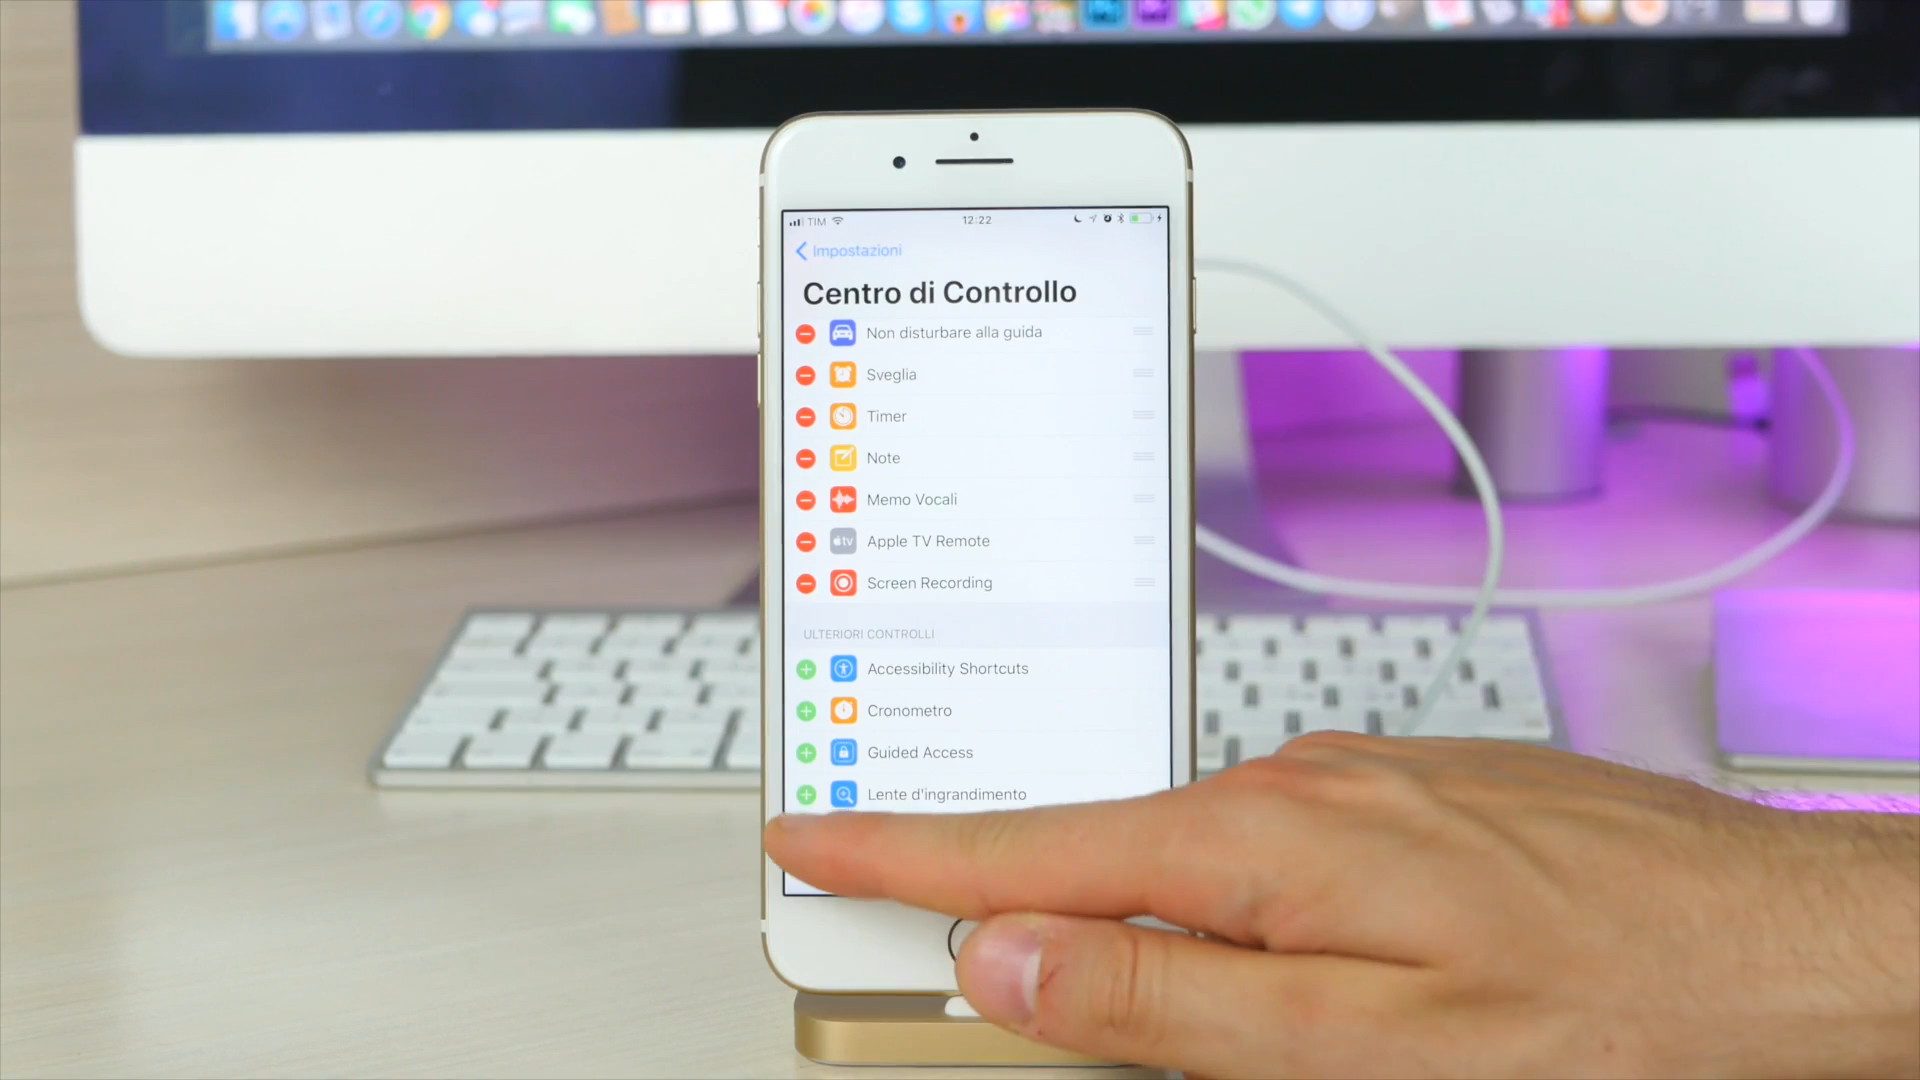 TIM 12:22
Impostazioni
Centro di Controllo
Non disturbare alla guida
Sveglia
Timer
Note
Memo Vocali
tv Apple TV Remote
Screen Recording
ULTERIORI CONTROLLI
Accessibility Shortcuts
Cronometro
Guided Access
Lente d'ingrandimento